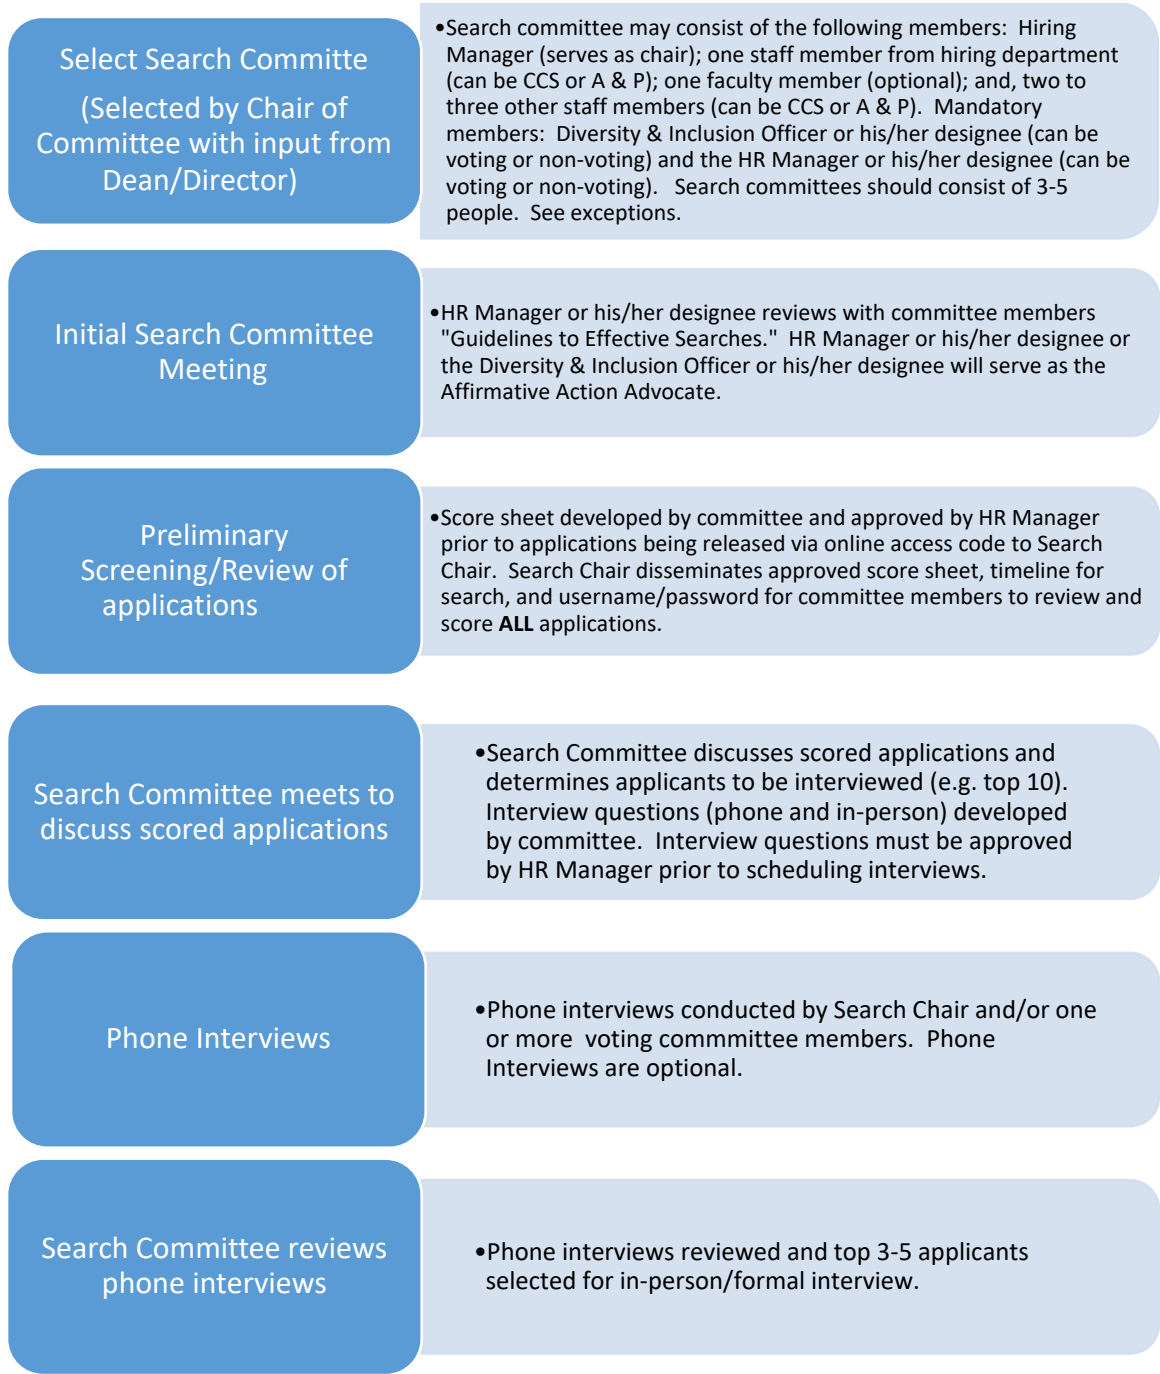 Select Search Committe
(Selected by Chair of
Committee with input from
Dean/Director)
•Search committee may consist of the following members:  Hiring
Manager (serves as chair); one staff member from hiring department
(can be CCS or A & P); one faculty member (optional); and, two to
three other staff members (can be CCS or A & P).  Mandatory
members:  Diversity & Inclusion Officer or his/her designee (can be
voting or non-voting) and the HR Manager or his/her designee (can be
voting or non-voting).   Search committees should consist of 3-5
people.  See exceptions.
Initial Search Committee
Meeting
•HR Manager or his/her designee reviews with committee members
"Guidelines to Effective Searches."  HR Manager or his/her designee or
the Diversity & Inclusion Officer or his/her designee will serve as the
Affirmative Action Advocate.
Preliminary
Screening/Review of
applications
•Score sheet developed by committee and approved by HR Manager
prior to applications being released via online access code to Search
Chair.  Search Chair disseminates approved score sheet, timeline for
search, and username/password for committee members to review and
score ALL applications.
Search Committee meets to
discuss scored applications
•Search Committee discusses scored applications and
determines applicants to be interviewed (e.g. top 10).
Interview questions (phone and in-person) developed
by committee.  Interview questions must be approved
by HR Manager prior to scheduling interviews.
Phone Interviews
•Phone interviews conducted by Search Chair and/or one
or more  voting commmittee members.  Phone
Interviews are optional.
Search Committee reviews
phone interviews
•Phone interviews reviewed and top 3-5 applicants
selected for in-person/formal interview.